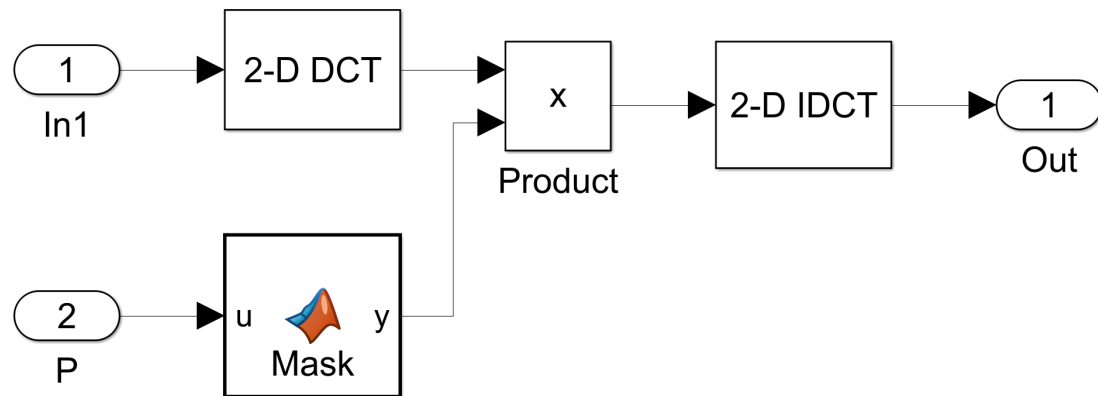 1
In1
2-D DCT
x
Product
2-D IDCT
1
Out
2
P
u
y
Mask